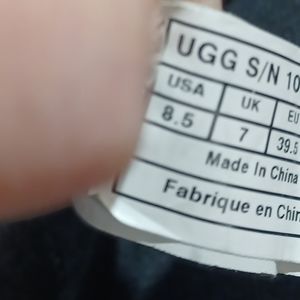 UGG S/N 10
USA UK EU
8.5 7 39.5
Made In China
Fabrique en Chin